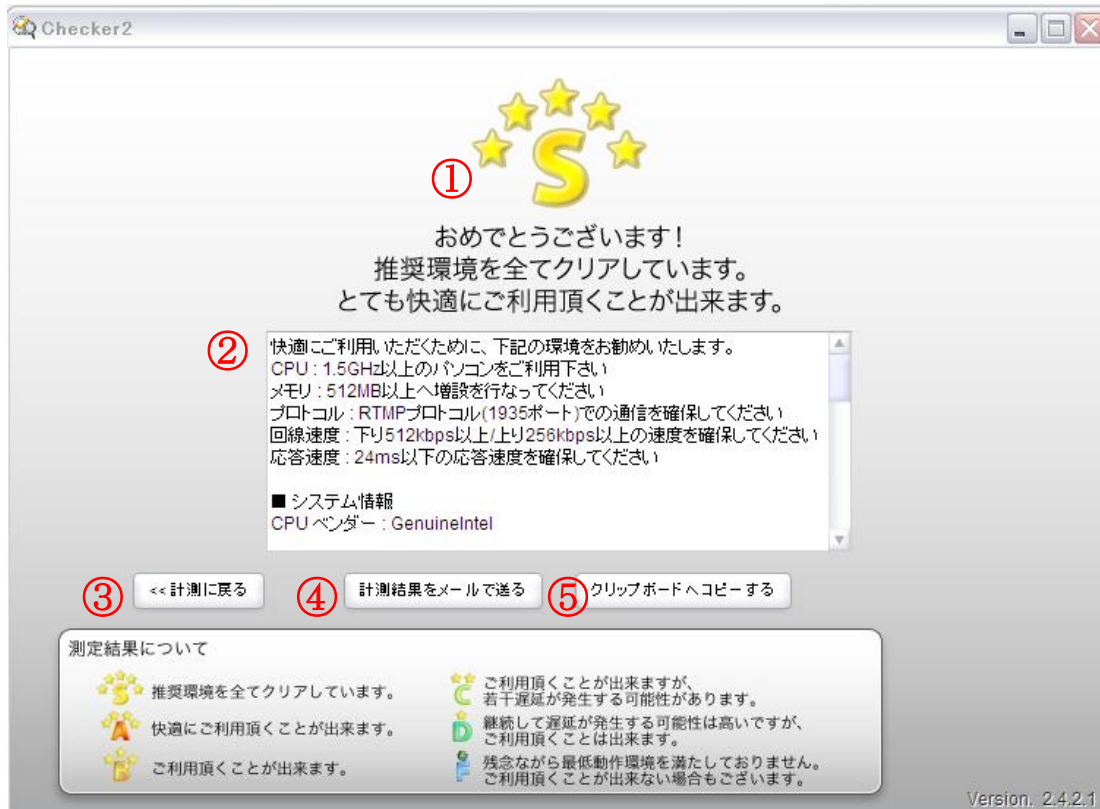 Checker2
S
①
おめでとうございます！
推奨環境を全てクリアしています。
とても快適にご利用頂くことが出来ます。
②
快適にご利用いただくために、下記の環境をお勧めいたします。
CPU : 1.5GHz以上のパソコンをご利用下さい
メモリ : 512MB以上へ増設を行なってください
プロトコル : RTMPプロトコル(1935ポート)での通信を確保してください
回線速度 : 下り512kbps以上/上り256kbps以上の速度を確保してください
応答速度 : 24ms以下の応答速度を確保してください
■ システム情報
CPU ベンダー : GenuineIntel
③ <<計測に戻る ④ 計測結果をメールで送る ⑤ クリップボードへコピーする
測定結果について
S 推奨環境を全てクリアしています。
A 快適にご利用頂くことが出来ます。
B ご利用頂くことが出来ます。
C ご利用頂くことが出来ますが、
若干遅延が発生する可能性があります。
D 継続して遅延が発生する可能性は高いですが、
ご利用頂くことは出来ます。
F 残念ながら最低動作環境を満たしておりません。
ご利用頂くことが出来ない場合もございます。
Version. 2.4.2.1